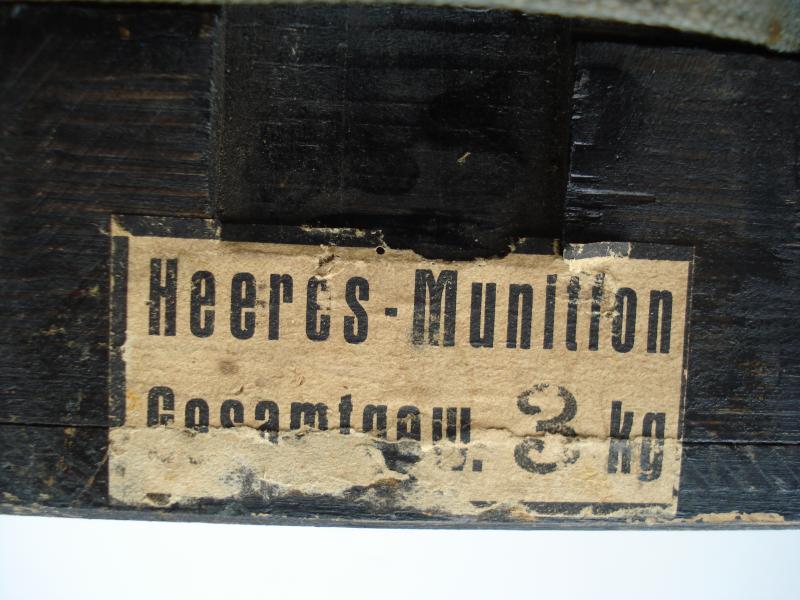 Heeres-Munition
Gesamtgew. 3 kg